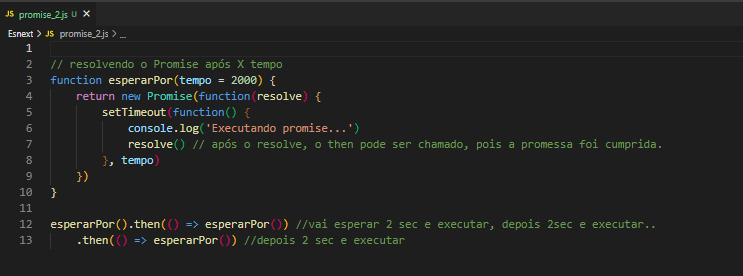 JS promise_2.js U ×
Esnext > JS promise_2.js > ...
1
2 // resolvendo o Promise após X tempo
3 function esperarPor(tempo = 2000) {
4 return new Promise(function(resolve) {
5 setTimeout(function() {
6 console.log('Executando promise...')
7 resolve() // após o resolve, o then pode ser chamado, pois a promessa foi cumprida.
8 }, tempo)
9 })
10 }
11
12 esperarPor().then(() => esperarPor()) //vai esperar 2 sec e executar, depois 2sec e executar..
13 .then(() => esperarPor()) //depois 2 sec e executar